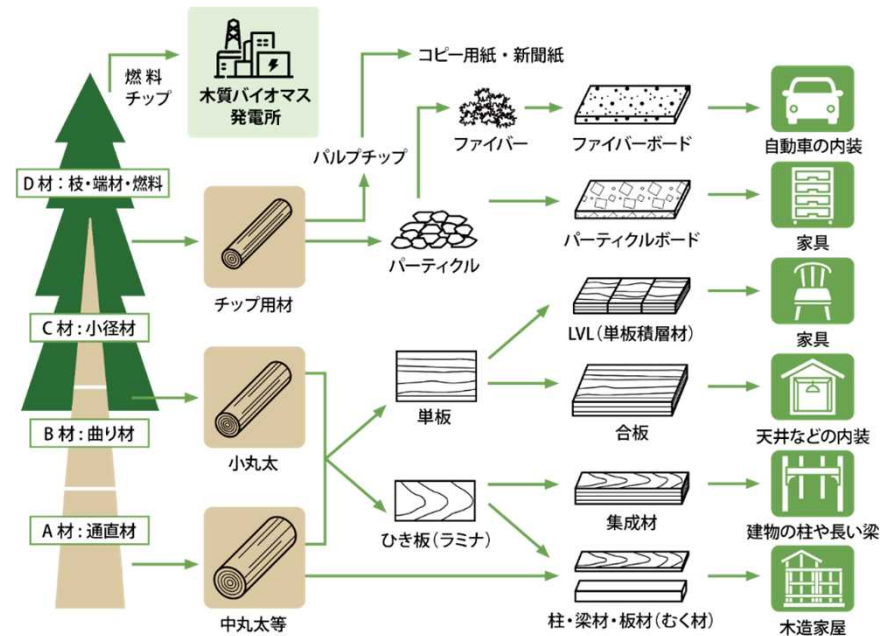 燃料
チップ
木質バイオマス
発電所
コピー用紙・新聞紙
パルプチップ
ファイバー
ファイバーボード
自動車の内装
D材：枝・端材・燃料
チップ用材
パーティクル
パーティクルボード
家具
C材：小径材
LVL（単板積層材）
家具
B材：曲り材
小丸太
単板
合板
天井などの内装
A材：通直材
ひき板（ラミナ）
集成材
建物の柱や長い梁
中丸太等
柱・梁材・板材（むく材）
木造家屋